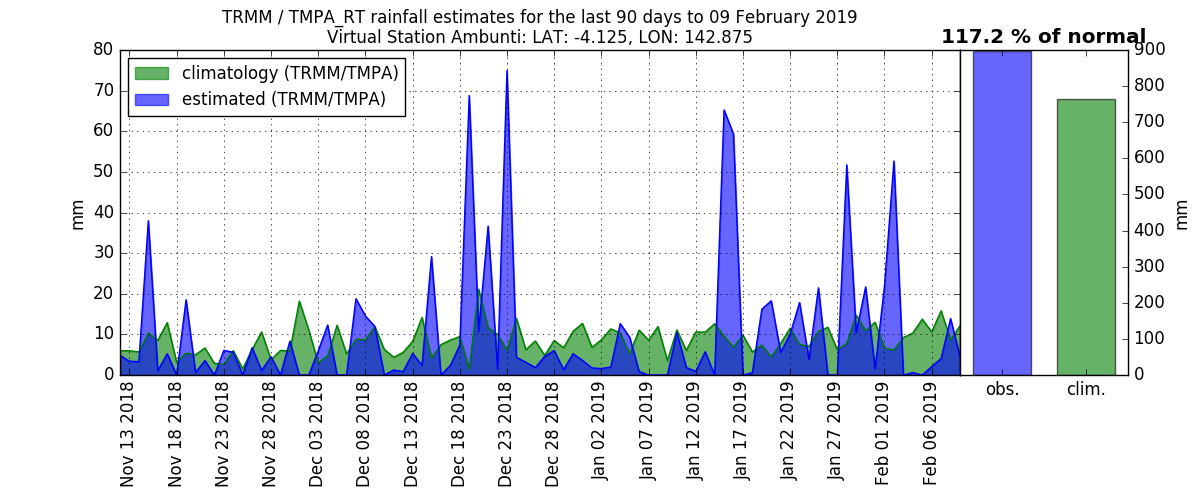 TRMM / TMPA_RT rainfall estimates for the last 90 days to 09 February 2019
Virtual Station Ambunti: LAT: -4.125, LON: 142.875
117.2 % of normal
climatology (TRMM/TMPA)
estimated (TRMM/TMPA)
mm
80
70
60
50
40
30
20
10
0
Nov 13 2018
Nov 18 2018
Nov 23 2018
Nov 28 2018
Dec 03 2018
Dec 08 2018
Dec 13 2018
Dec 18 2018
Dec 23 2018
Dec 28 2018
Jan 02 2019
Jan 07 2019
Jan 12 2019
Jan 17 2019
Jan 22 2019
Jan 27 2019
Feb 01 2019
Feb 06 2019
obs.
clim.
900
800
700
600
500
400
300
200
100
0
mm